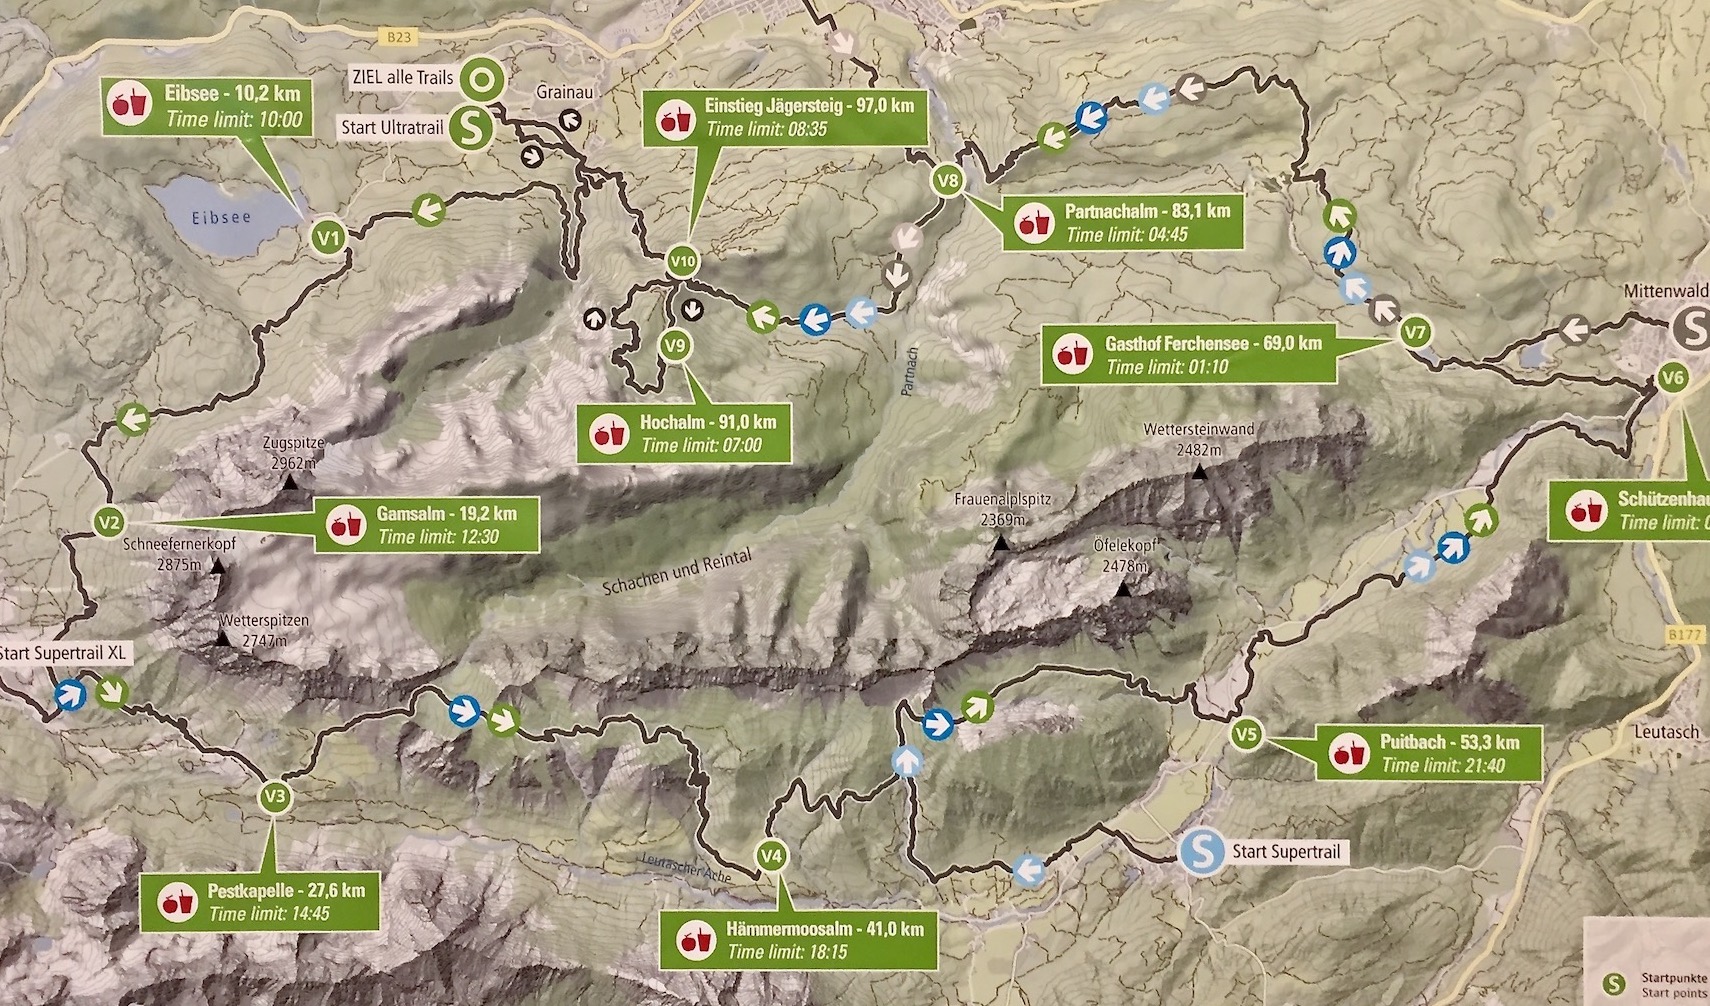 B23
ZIEL alle Trails
Grainau
Start Ultratrail
S
Eibsee - 10,2 km
Time limit: 10:00
Einstieg Jägersteig - 97,0 km
Time limit: 08:35
V8
Partnachalm - 83,1 km
Time limit: 04:45
Eibsee
V1
V10
V9
Hochalm - 91,0 km
Time limit: 07:00
Partnach
Mittenwald
S
V7
Gasthof Ferchensee - 69,0 km
Time limit: 01:10
V6
Schützenhau
Time limit: 0
Zugspitze
2962m
Wettersteinwand
2482m
Frauenalplspitz
2369m
Öfelekopf
2478m
V2
Gamsalm - 19,2 km
Time limit: 12:30
Schneefernerkopf
2875m
Schachen und Reintal
Wetterspitzen
2747m
Start Supertrail XL
B177
Leutasch
V5
Puitbach - 53,3 km
Time limit: 21:40
V3
Pestkapelle - 27,6 km
Time limit: 14:45
Leutascher Ache
V4
Hämmermoosalm - 41,0 km
Time limit: 18:15
S
Start Supertrail
S
Startpunkte
Start points